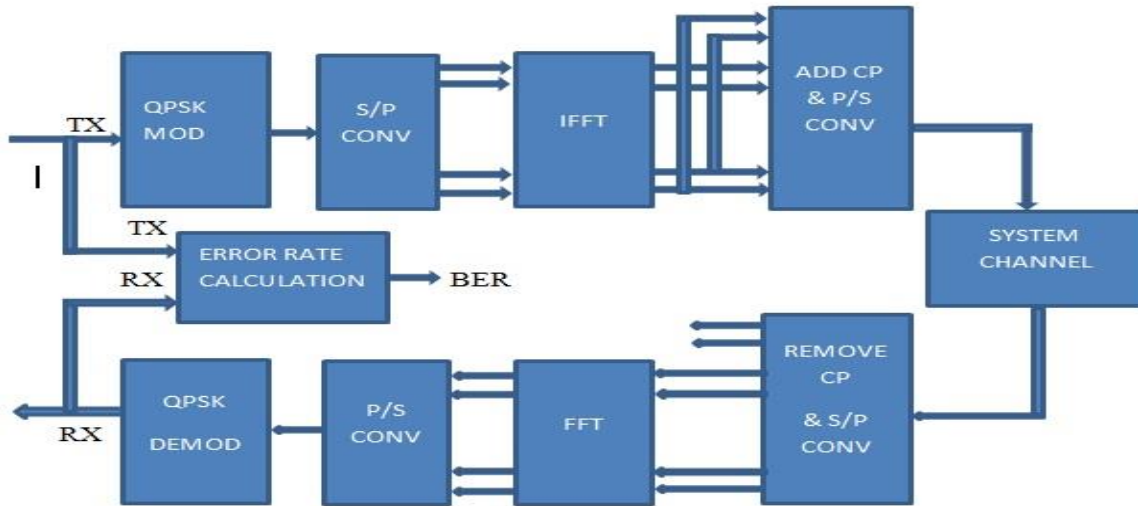 TX
QPSK
MOD
S/P
CONV
IFFT
ADD CP
& P/S
CONV
I
TX
RX
ERROR RATE
CALCULATION
BER
SYSTEM
CHANNEL
REMOVE
CP
& S/P
CONV
FFT
P/S
CONV
QPSK
DEMOD
RX